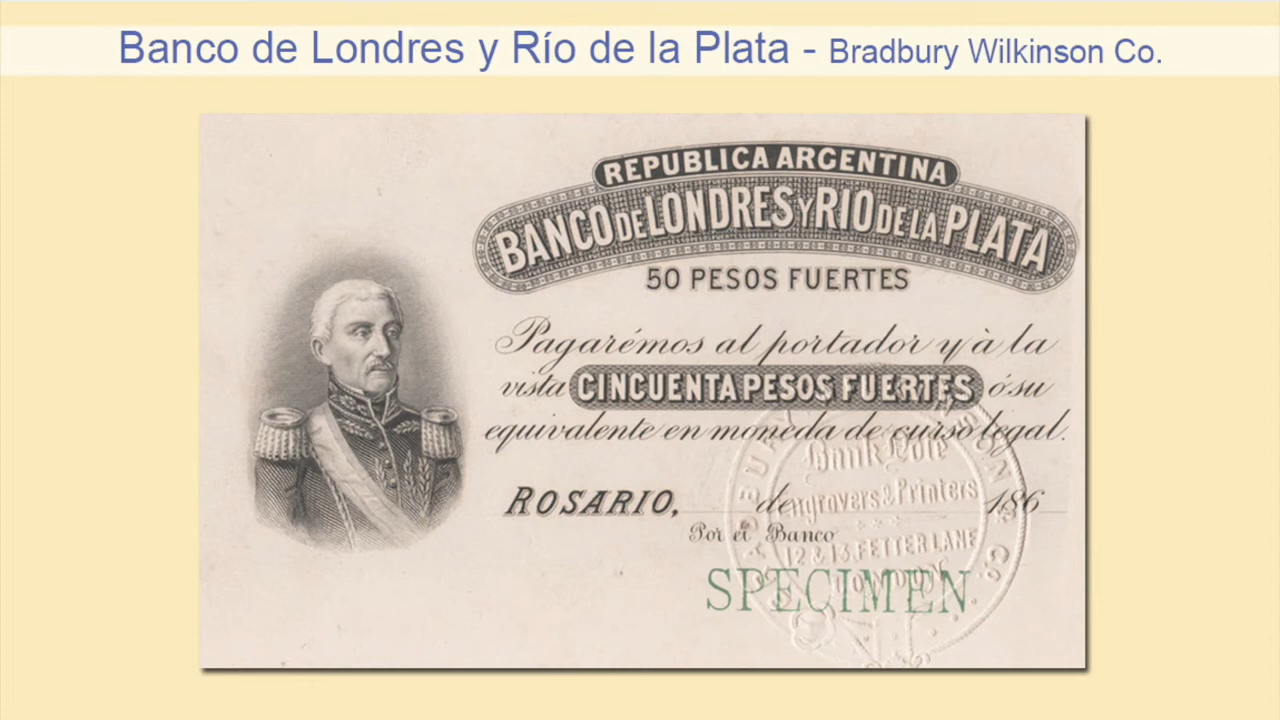 Banco de Londres y Río de la Plata - Bradbury Wilkinson Co.
REPUBLICA ARGENTINA
BANCO DE LONDRES Y RIO DE LA PLATA
50 PESOS FUERTES
Pagarémos al portador y à la
vista CINCUENTA PESOS FUERTES ó su
equivalente en moneda de curso legal.
ROSARIO, de 186
Por el Banco
SPECIMEN
Bank Note
Engravers & Printers
12 & 13, FETTER LANE
LONDON